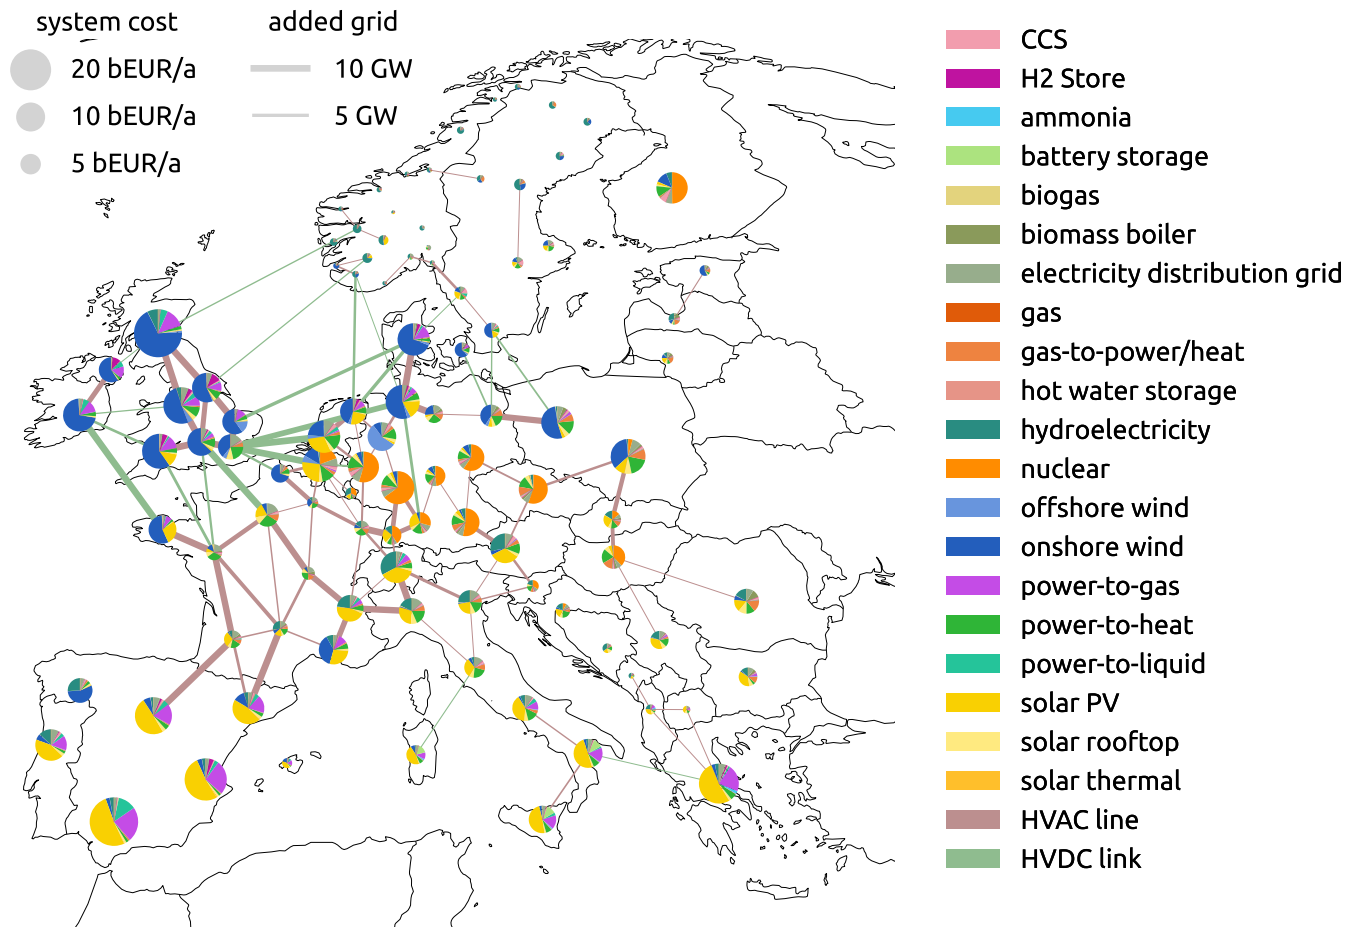 system cost
added grid
20 bEUR/a
10 GW
10 bEUR/a
5 GW
5 bEUR/a
CCS
H2 Store
ammonia
battery storage
biogas
biomass boiler
electricity distribution grid
gas
gas-to-power/heat
hot water storage
hydroelectricity
nuclear
offshore wind
onshore wind
power-to-gas
power-to-heat
power-to-liquid
solar PV
solar rooftop
solar thermal
HVAC line
HVDC link